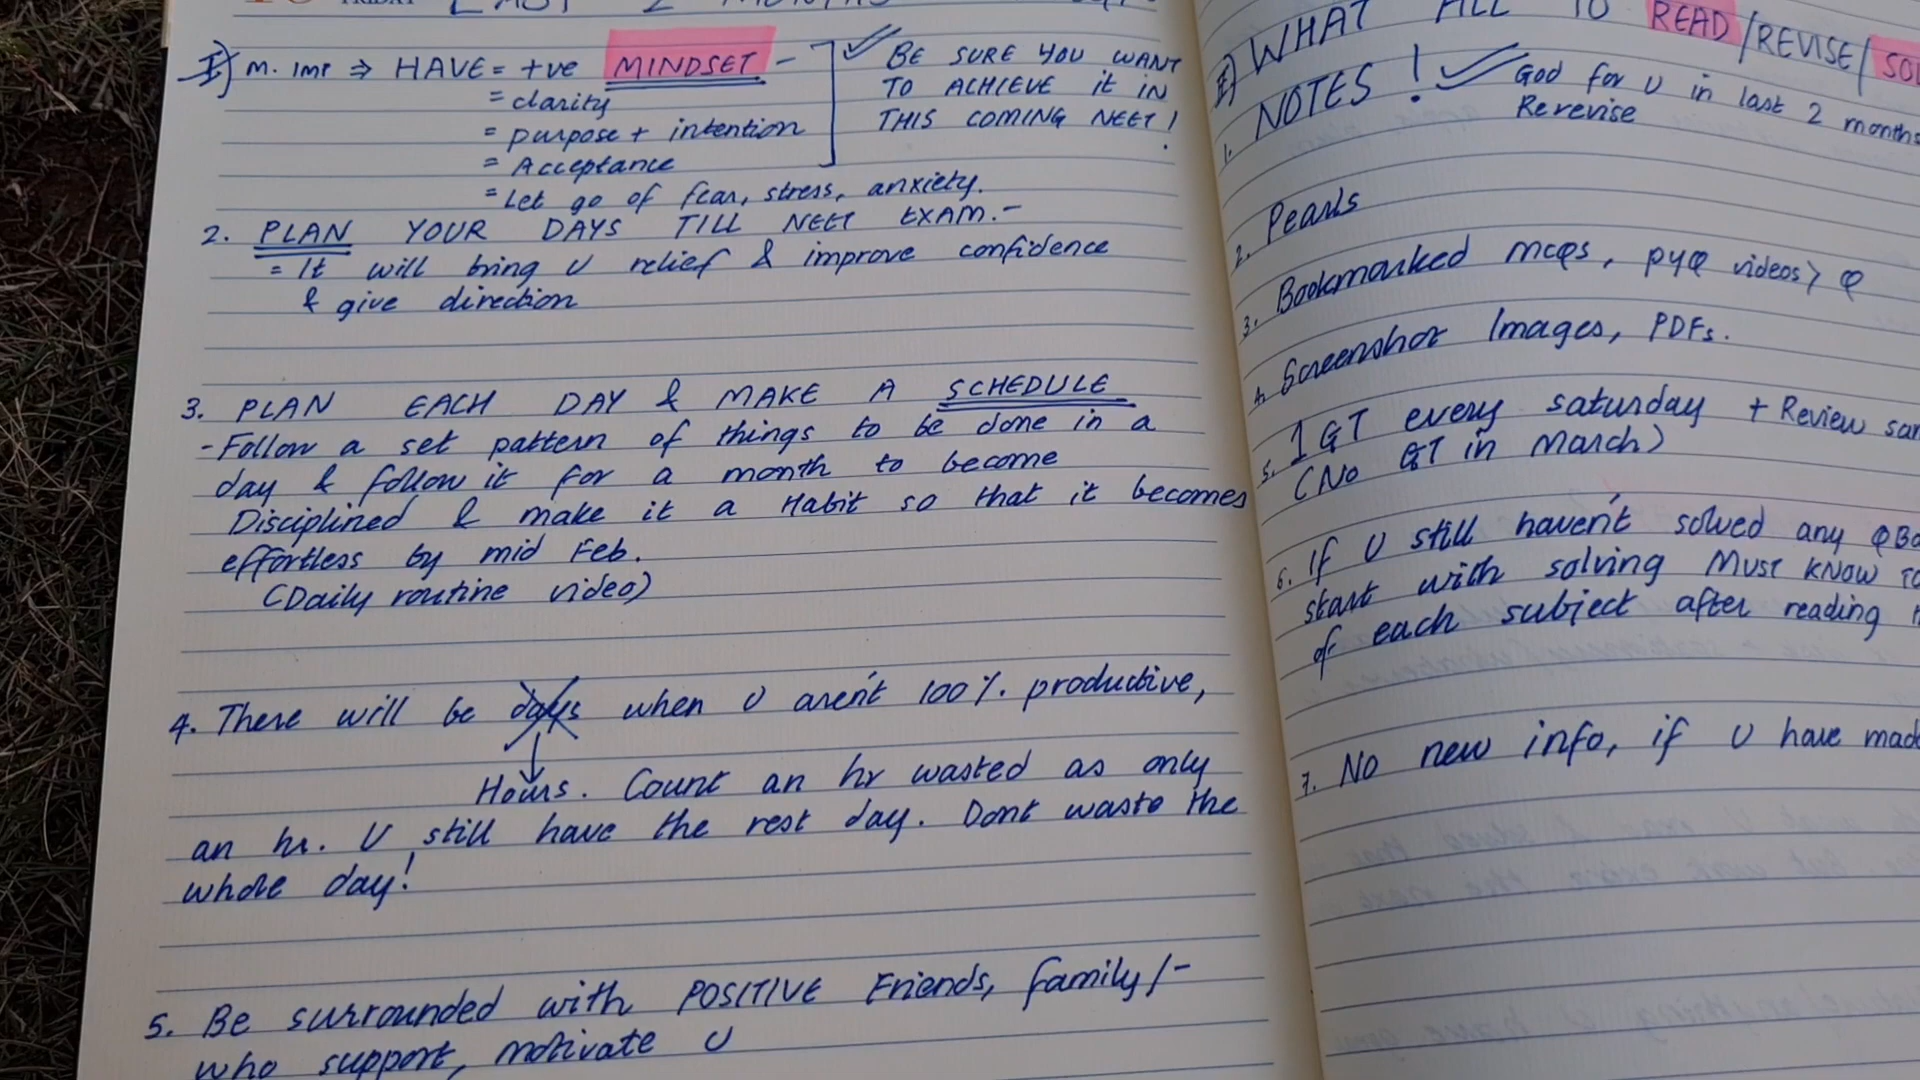 FRIDAY LAST 2 MONTHS
I) M. Imp ⇒ HAVE = +ve MINDSET -
= clarity
= purpose + intention
= Acceptance
= Let go of fear, stress, anxiety.
✓ BE SURE YOU WANT
TO ACHIEVE it IN
THIS COMING NEET!
2. PLAN YOUR DAYS TILL NEET EXAM.-
= It will bring U relief & improve confidence
& give direction
3. PLAN EACH DAY & MAKE A SCHEDULE
- Follow a set pattern of things to be done in a
day & follow it for a month to become
Disciplined & make it a Habit so that it becomes
effortless by mid Feb.
(Daily routine video)
4. There will be days when U aren't 100%. productive,
Hours. Count an hr wasted as only
an hr. U still have the rest day. Dont waste the
whole day!
5. Be surrounded with POSITIVE Friends, family/-
who support, motivate U
II) WHAT ALL TO READ/REVISE/
1. NOTES! ✓ God for U in last 2 months
Rerevise
2. Pearls
3. Bookmarked mcqs, pyq videos> Q
4. Screenshot Images, PDFs.
5. 1 GT every saturday + Review
(No GT in March)
6. If U still haven't solved any
start with solving MUST KNOW
of each subject after reading
7. No new info, if U have